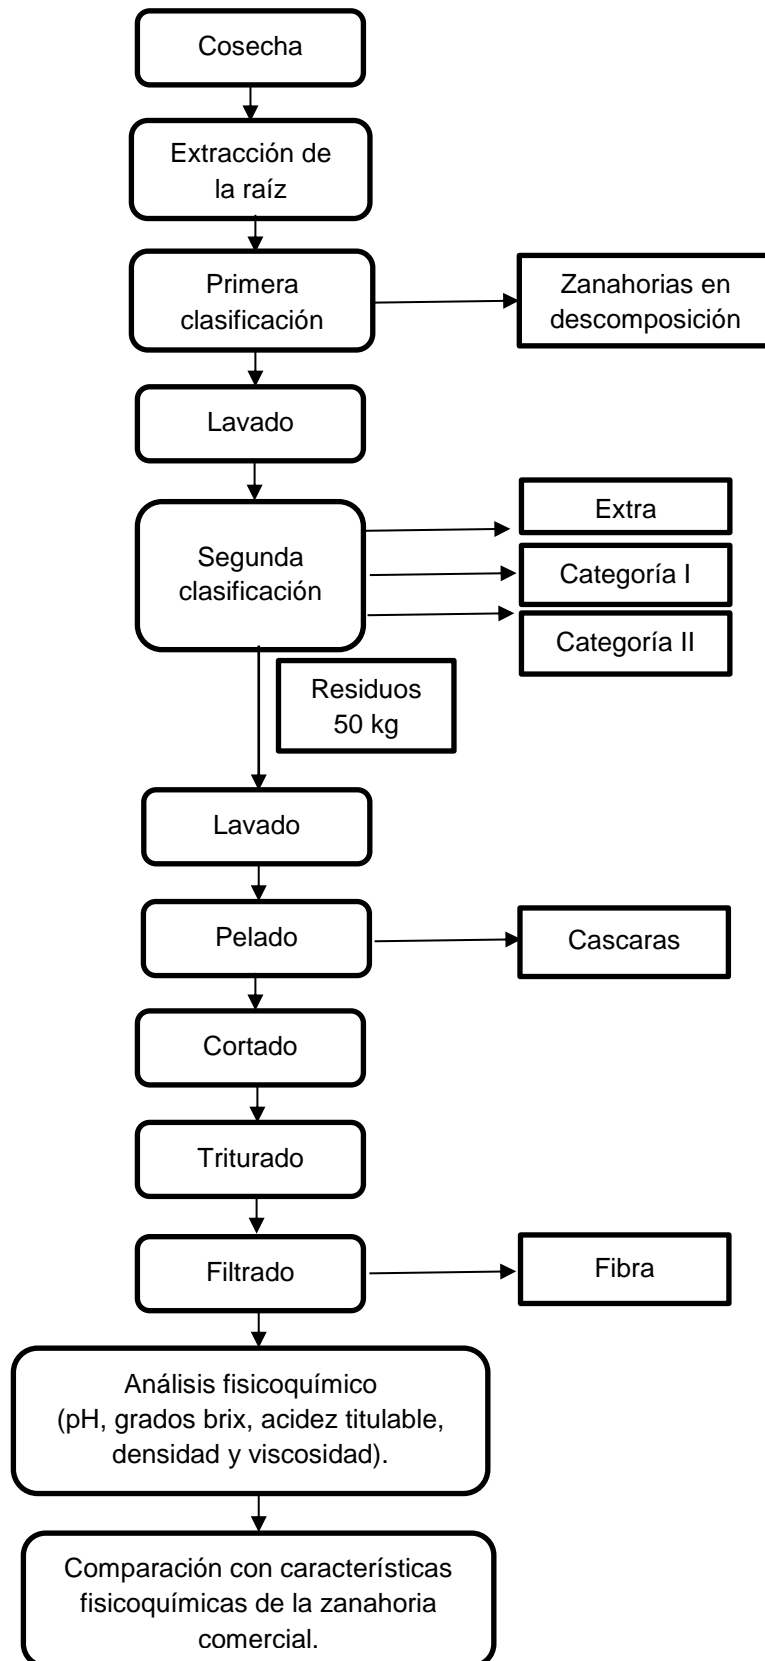 Cosecha
Extracción de
la raíz
Primera
clasificación
Zanahorias en
descomposición
Lavado
Segunda
clasificación
Extra
Categoría I
Categoría II
Residuos
50 kg
Lavado
Pelado
Cascaras
Cortado
Triturado
Filtrado
Fibra
Análisis fisicoquímico
(pH, grados brix, acidez titulable,
densidad y viscosidad).
Comparación con características
fisicoquímicas de la zanahoria
comercial.